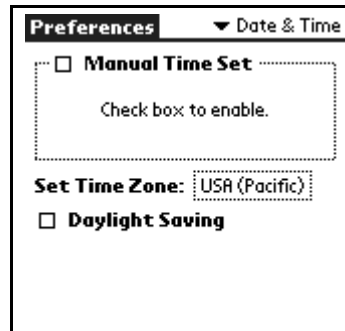 Preferences Date & Time
Manual Time Set
Check box to enable.
Set Time Zone: USA (Pacific)
Daylight Saving